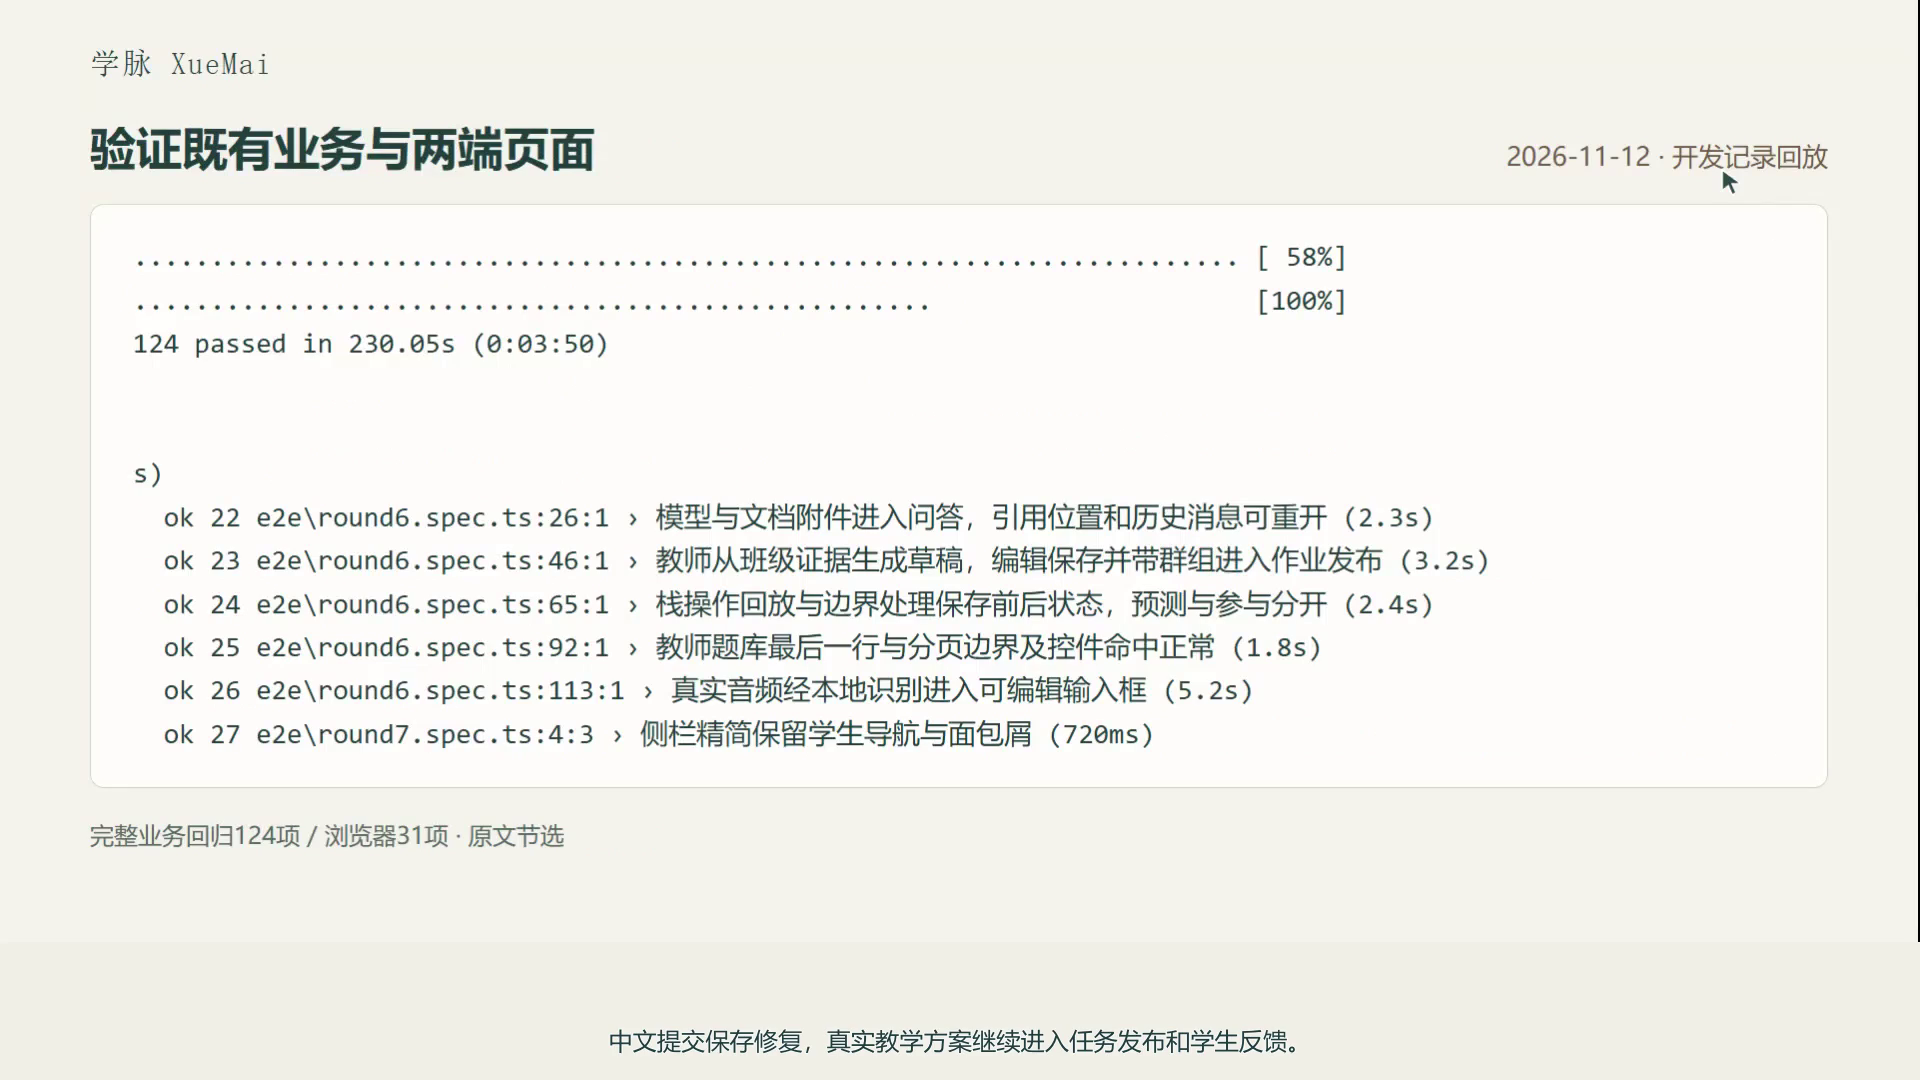 学脉 XueMai
验证既有业务与两端页面
2026-11-12 · 开发记录回放
........................................................................ [ 58%]
.................................................... [100%]
124 passed in 230.05s (0:03:50)
s)
ok 22 e2e\round6.spec.ts:26:1 › 模型与文档附件进入问答，引用位置和历史消息可重开 (2.3s)
ok 23 e2e\round6.spec.ts:46:1 › 教师从班级证据生成草稿，编辑保存并带群组进入作业发布 (3.2s)
ok 24 e2e\round6.spec.ts:65:1 › 栈操作回放与边界处理保存前后状态，预测与参与分开 (2.4s)
ok 25 e2e\round6.spec.ts:92:1 › 教师题库最后一行与分页边界及控件命中正常 (1.8s)
ok 26 e2e\round6.spec.ts:113:1 › 真实音频经本地识别进入可编辑输入框 (5.2s)
ok 27 e2e\round7.spec.ts:4:3 › 侧栏精简保留学生导航与面包屑 (720ms)
完整业务回归124项 / 浏览器31项 · 原文节选
中文提交保存修复，真实教学方案继续进入任务发布和学生反馈。